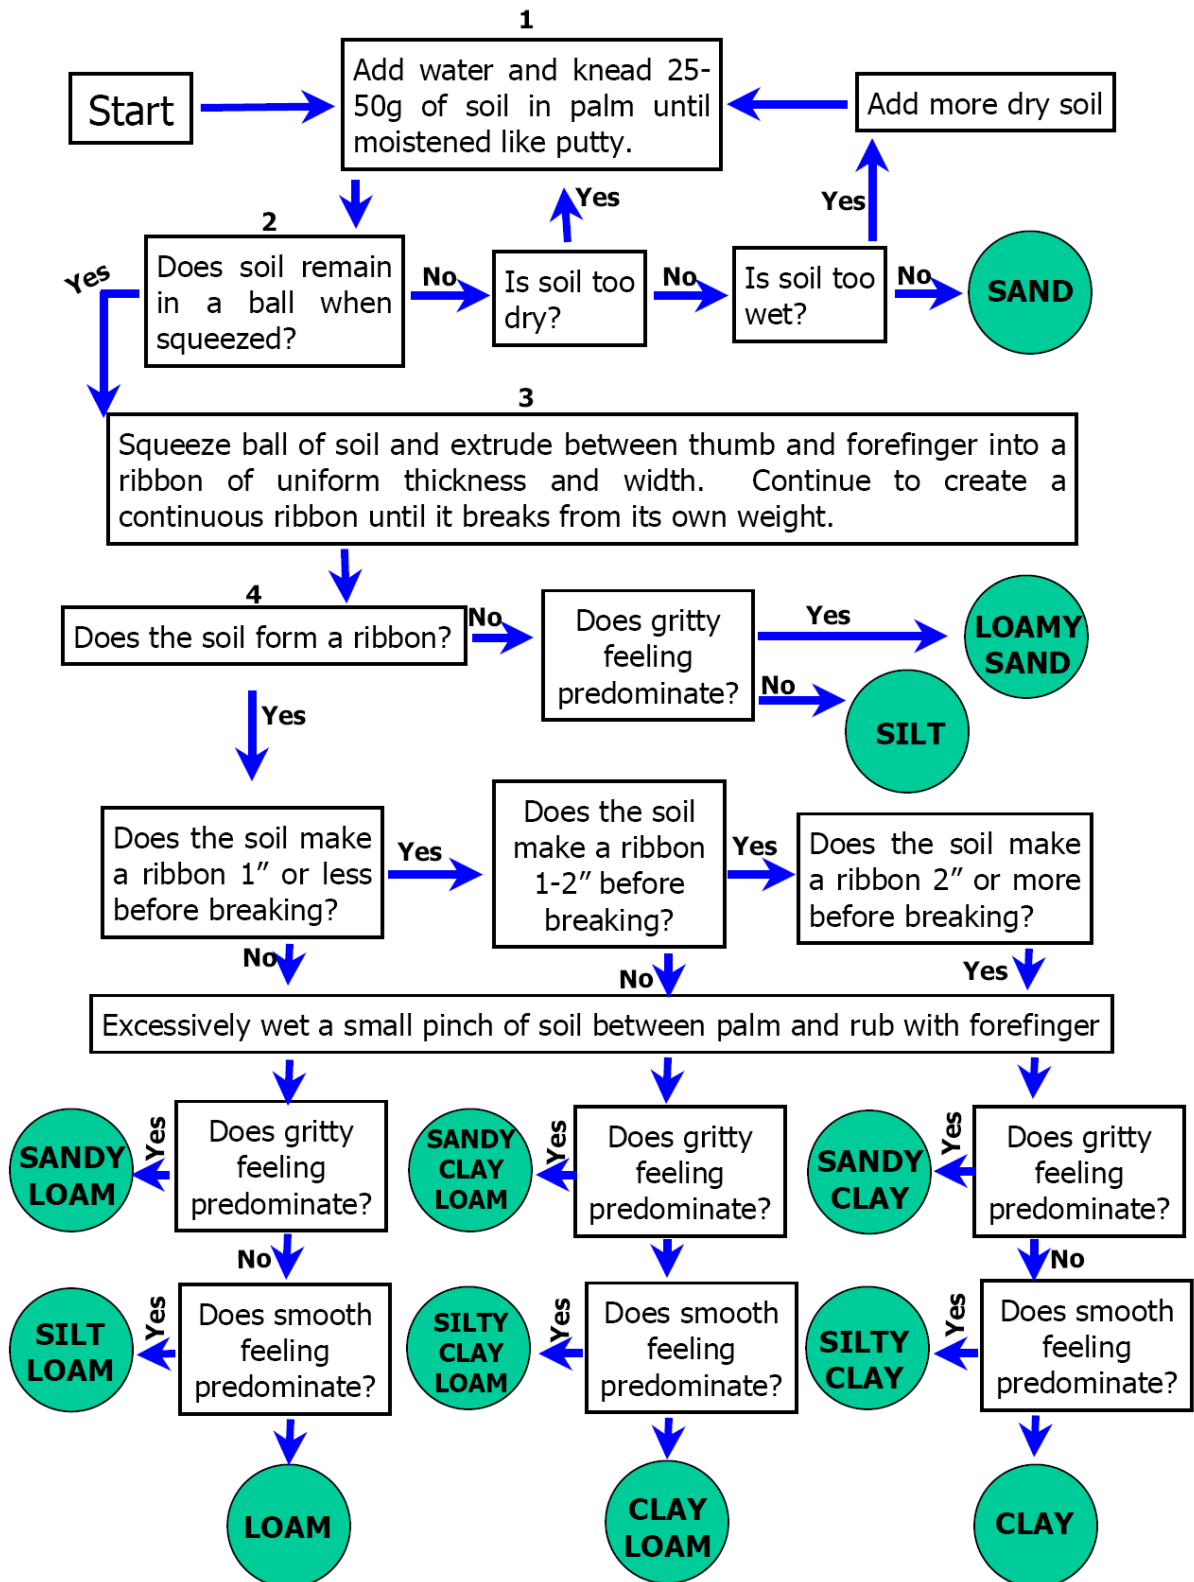 1
Start
Add water and knead 25-
50g of soil in palm until
moistened like putty.
Add more dry soil
Yes
Yes
2
Yes
Does soil remain
in a ball when
squeezed?
No
Is soil too
dry?
No
Is soil too
wet?
No
SAND
3
Squeeze ball of soil and extrude between thumb and forefinger into a
ribbon of uniform thickness and width. Continue to create a
continuous ribbon until it breaks from its own weight.
4
Does the soil form a ribbon?
No
Does gritty
feeling
predominate?
Yes
LOAMY
SAND
No
SILT
Yes
Does the soil make
a ribbon 1” or less
before breaking?
Yes
Does the soil
make a ribbon
1-2” before
breaking?
Yes
Does the soil make
a ribbon 2” or more
before breaking?
No
No
Yes
Excessively wet a small pinch of soil between palm and rub with forefinger
SANDY
LOAM
Yes
Does gritty
feeling
predominate?
SANDY
CLAY
LOAM
Yes
Does gritty
feeling
predominate?
SANDY
CLAY
Yes
Does gritty
feeling
predominate?
No
No
SILT
LOAM
Yes
Does smooth
feeling
predominate?
SILTY
CLAY
LOAM
Yes
Does smooth
feeling
predominate?
SILTY
CLAY
Yes
Does smooth
feeling
predominate?
LOAM
CLAY
LOAM
CLAY